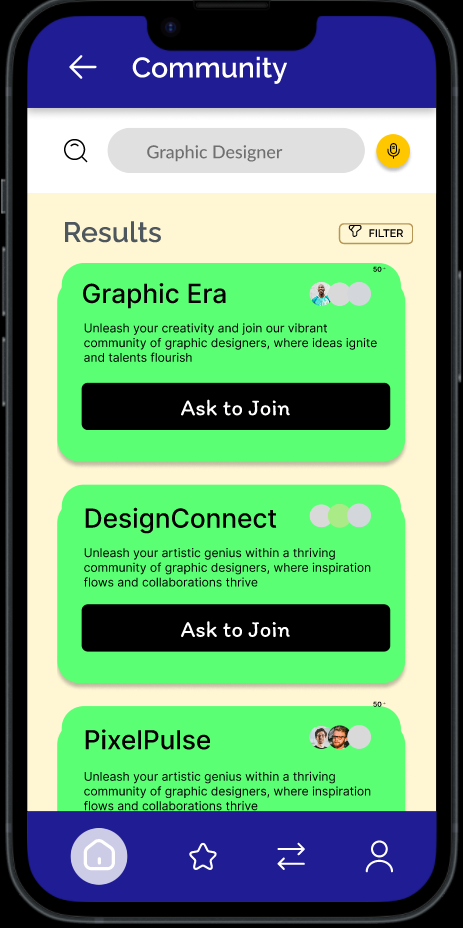 Community
Graphic Designer
Results
FILTER
50+
Graphic Era
Unleash your creativity and join our vibrant
community of graphic designers, where ideas ignite
and talents flourish
Ask to Join
DesignConnect
Unleash your artistic genius within a thriving
community of graphic designers, where inspiration
flows and collaborations thrive
Ask to Join
50+
PixelPulse
Unleash your artistic genius within a thriving
community of graphic designers, where inspiration
flows and collaborations thrive